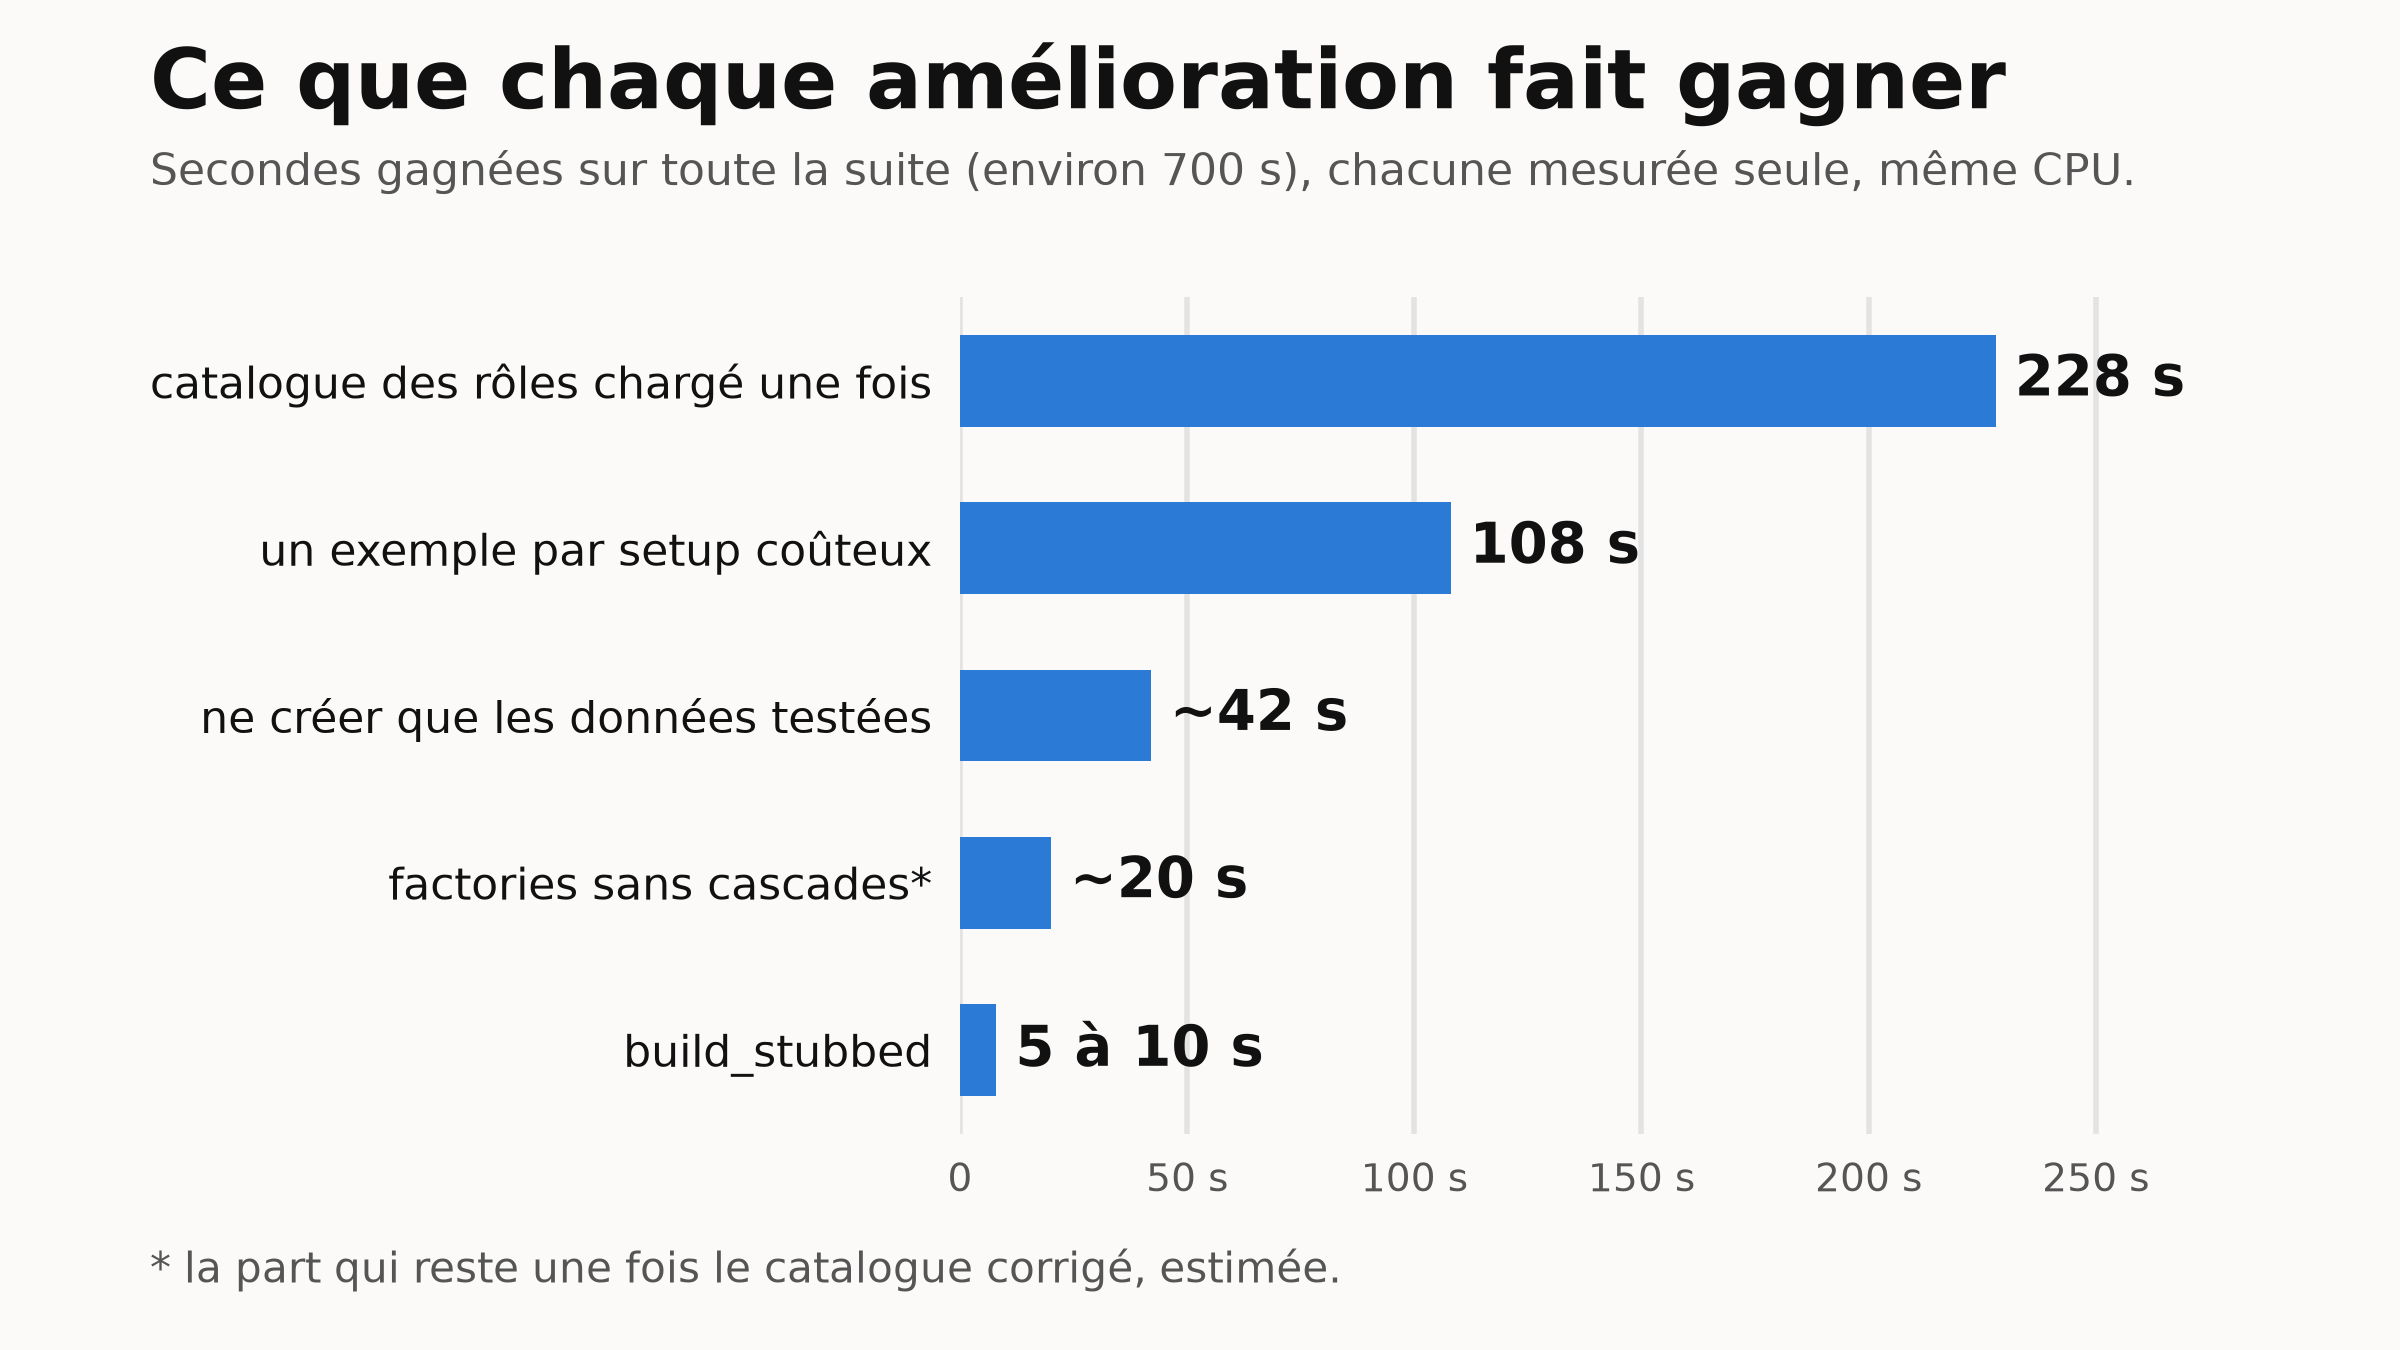 Ce que chaque amélioration fait gagner
Secondes gagnées sur toute la suite (environ 700 s), chacune mesurée seule, même CPU.
catalogue des rôles chargé une fois 228 s
un exemple par setup coûteux 108 s
ne créer que les données testées ~42 s
factories sans cascades* ~20 s
build_stubbed 5 à 10 s
0 50 s 100 s 150 s 200 s 250 s
* la part qui reste une fois le catalogue corrigé, estimée.